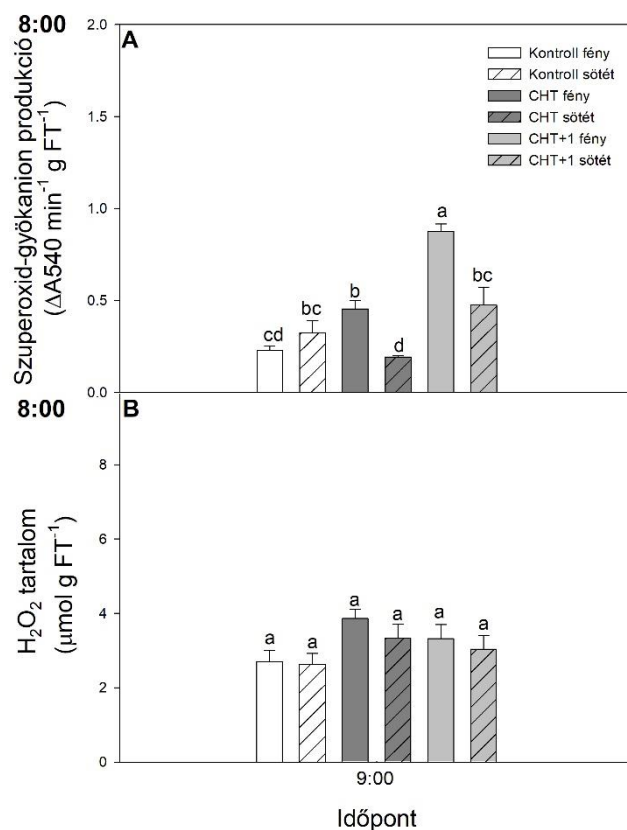 8:00
A
Szuperoxid-gyökanion produkció
(ΔA540 min⁻¹ g FT⁻¹)
2.0
1.5
1.0
0.5
0.0
Kontroll fény
Kontroll sötét
CHT fény
CHT sötét
CHT+1 fény
CHT+1 sötét
cd
bc
b
d
a
bc
8:00
B
H₂O₂ tartalom
(μmol g FT⁻¹)
8
6
4
2
0
a
a
a
a
a
a
9:00
Időpont